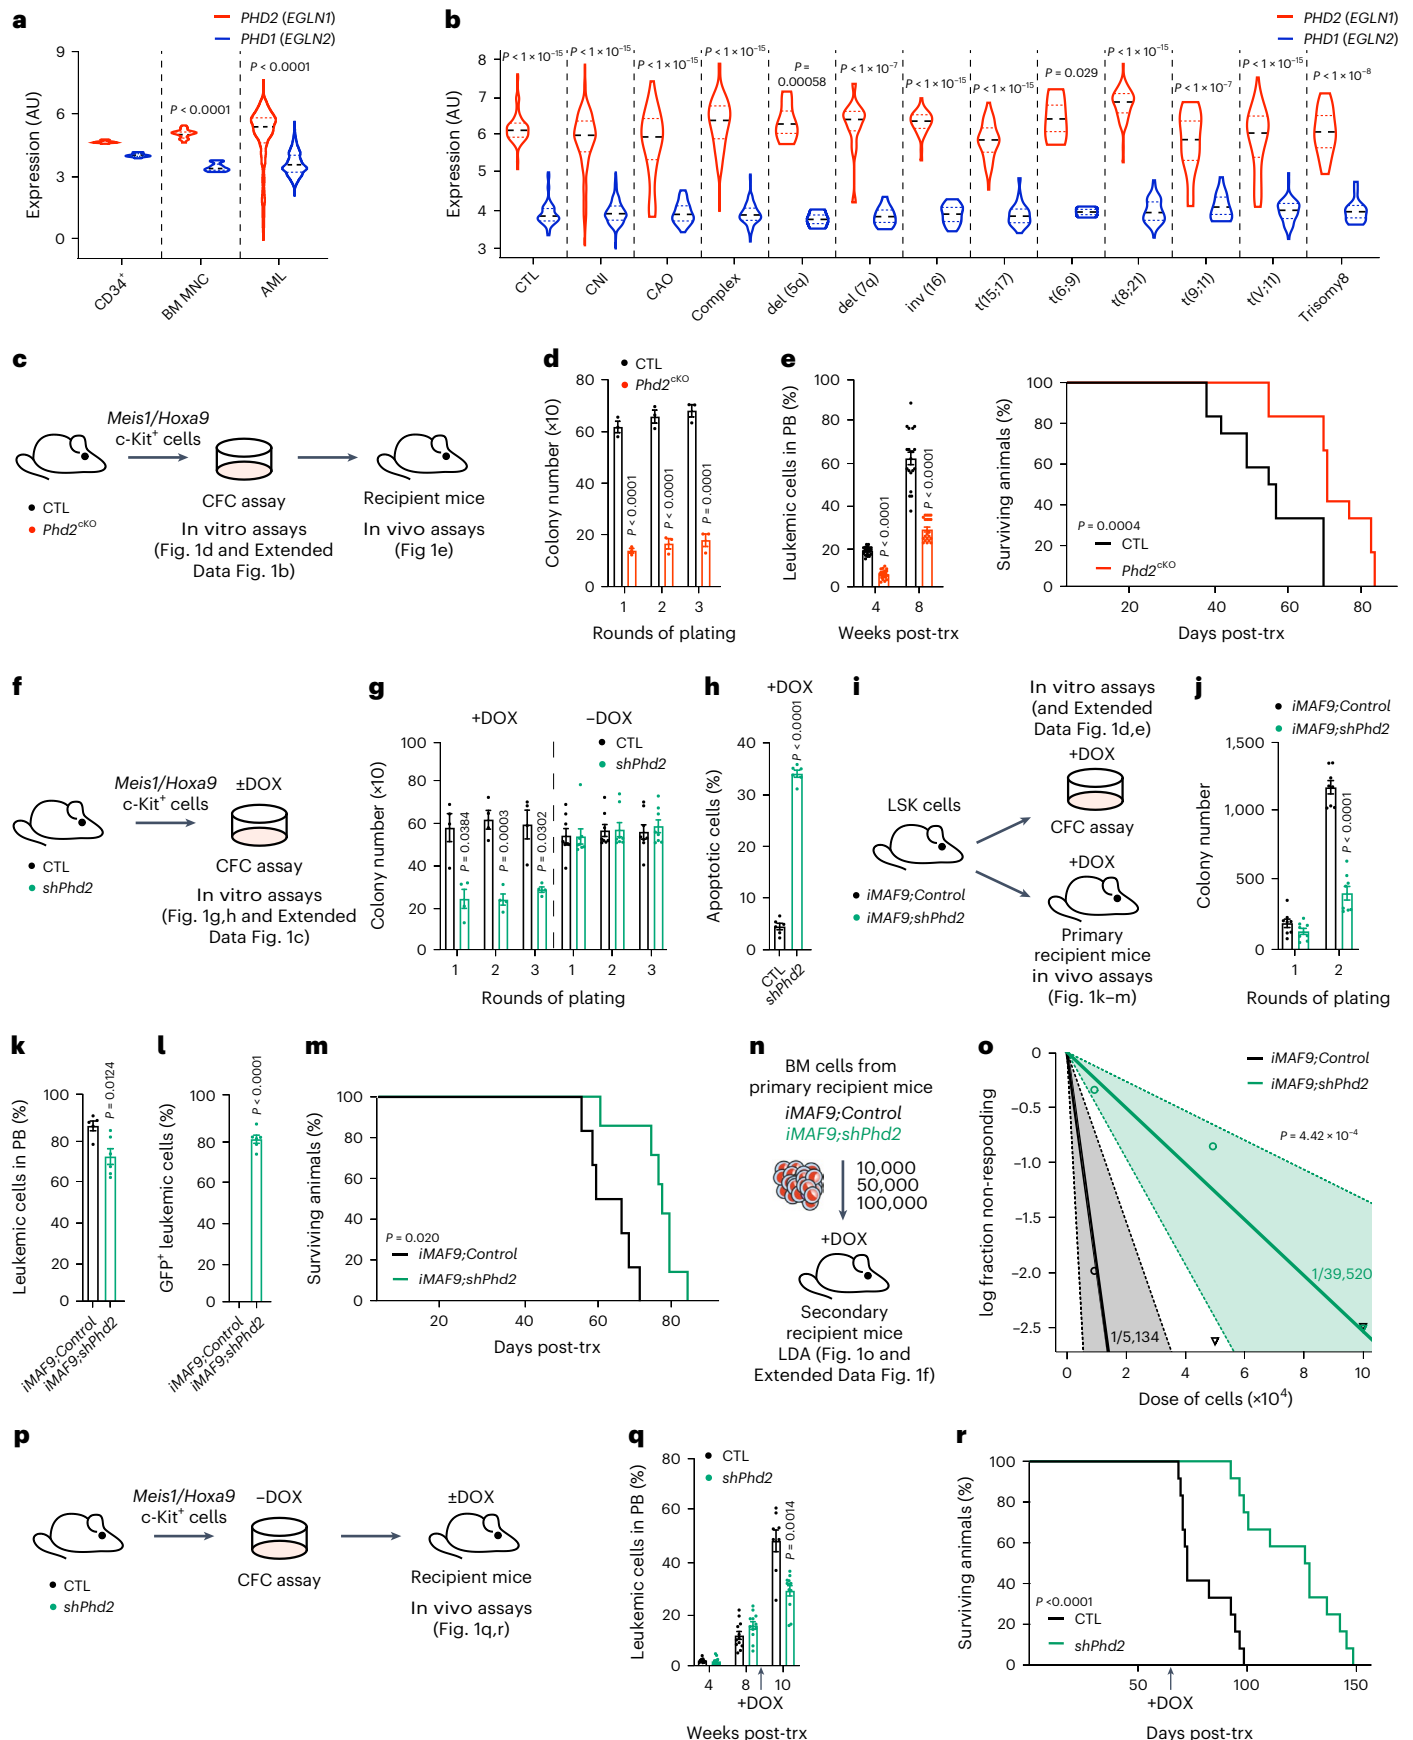 a
PHD2 (EGLN1)
PHD1 (EGLN2)
Expression (AU)
9
6
3
0
P < 0.0001
P < 0.0001
CD34+
BM MNC
AML
b
PHD2 (EGLN1)
PHD1 (EGLN2)
Expression (AU)
8
7
6
5
4
3
P < 1 × 10−15
P < 1 × 10−15
P < 1 × 10−15
P < 1 × 10−15
P =
0.00058
P < 1 × 10−7
P < 1 × 10−15
P < 1 × 10−15
P = 0.029
P < 1 × 10−15
P < 1 × 10−7
P < 1 × 10−15
P < 1 × 10−8
CTL
CNI
CAO
Complex
del (5q)
del (7q)
inv (16)
t(15;17)
t(6;9)
t(8;21)
t(9;11)
t(V;11)
Trisomy8
c
Meis1/Hoxa9
c-Kit+ cells
CTL
Phd2cKO
CFC assay
In vitro assays
(Fig. 1d and Extended
Data Fig. 1b)
Recipient mice
In vivo assays
(Fig 1e)
d
CTL
Phd2cKO
Colony number (×10)
80
60
40
20
0
P < 0.0001
P < 0.0001
P = 0.0001
1 2 3
Rounds of plating
e
Leukemic cells in PB (%)
100
80
60
40
20
0
P < 0.0001
P < 0.0001
4 8
Weeks post-trx
Surviving animals (%)
100
80
60
40
20
0
P = 0.0004
CTL
Phd2cKO
20 40 60 80
Days post-trx
f
Meis1/Hoxa9
c-Kit+ cells
±DOX
CTL
shPhd2
CFC assay
In vitro assays
(Fig. 1g,h and Extended
Data Fig. 1c)
g
+DOX −DOX
CTL
shPhd2
Colony number (×10)
100
80
60
40
20
0
P = 0.0384
P = 0.0003
P = 0.0302
1 2 3 1 2 3
Rounds of plating
h
+DOX
Apoptotic cells (%)
40
30
20
10
0
P < 0.0001
CTL
shPhd2
i
LSK cells
iMAF9;Control
iMAF9;shPhd2
In vitro assays
(and Extended
Data Fig. 1d,e)
+DOX
CFC assay
+DOX
Primary
recipient mice
in vivo assays
(Fig. 1k–m)
j
iMAF9;Control
iMAF9;shPhd2
Colony number
1,500
1,000
500
0
P < 0.0001
1 2
Rounds of plating
k
Leukemic cells in PB (%)
100
80
60
40
20
0
P = 0.0124
iMAF9;Control
iMAF9;shPhd2
l
GFP+ leukemic cells (%)
100
80
60
40
20
0
P < 0.0001
iMAF9;Control
iMAF9;shPhd2
m
Surviving animals (%)
100
80
60
40
20
0
P = 0.020
iMAF9;Control
iMAF9;shPhd2
20 40 60 80
Days post-trx
n
BM cells from
primary recipient mice
iMAF9;Control
iMAF9;shPhd2
10,000
50,000
100,000
+DOX
Secondary
recipient mice
LDA (Fig. 1o and
Extended Data Fig. 1f)
o
iMAF9;Control
iMAF9;shPhd2
log fraction non-responding
0
−0.5
−1.0
−1.5
−2.0
−2.5
P = 4.42 × 10−4
1/39,520
1/5,134
0 2 4 6 8 10
Dose of cells (×104)
p
Meis1/Hoxa9
c-Kit+ cells
−DOX
±DOX
CTL
shPhd2
CFC assay
Recipient mice
In vivo assays
(Fig. 1q,r)
q
CTL
shPhd2
Leukemic cells in PB (%)
80
60
40
20
0
P = 0.0014
4 8 10
+DOX
Weeks post-trx
r
Surviving animals (%)
100
80
60
40
20
0
P <0.0001
CTL
shPhd2
50 100 150
+DOX
Days post-trx